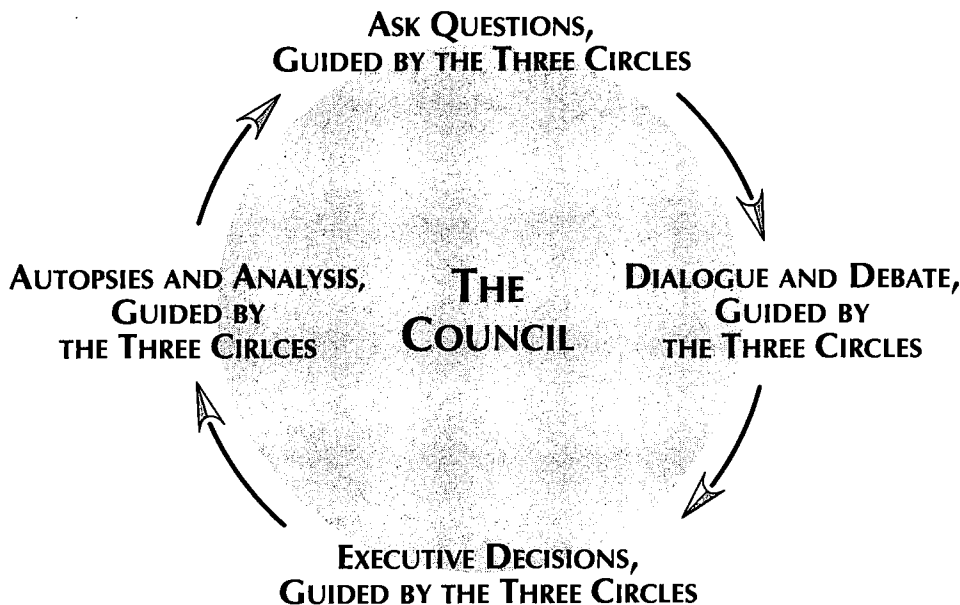 ASK QUESTIONS,
GUIDED BY THE THREE CIRCLES
AUTOPSIES AND ANALYSIS,
GUIDED BY
THE THREE CIRLCES
THE
COUNCIL
DIALOGUE AND DEBATE,
GUIDED BY
THE THREE CIRCLES
EXECUTIVE DECISIONS,
GUIDED BY THE THREE CIRCLES